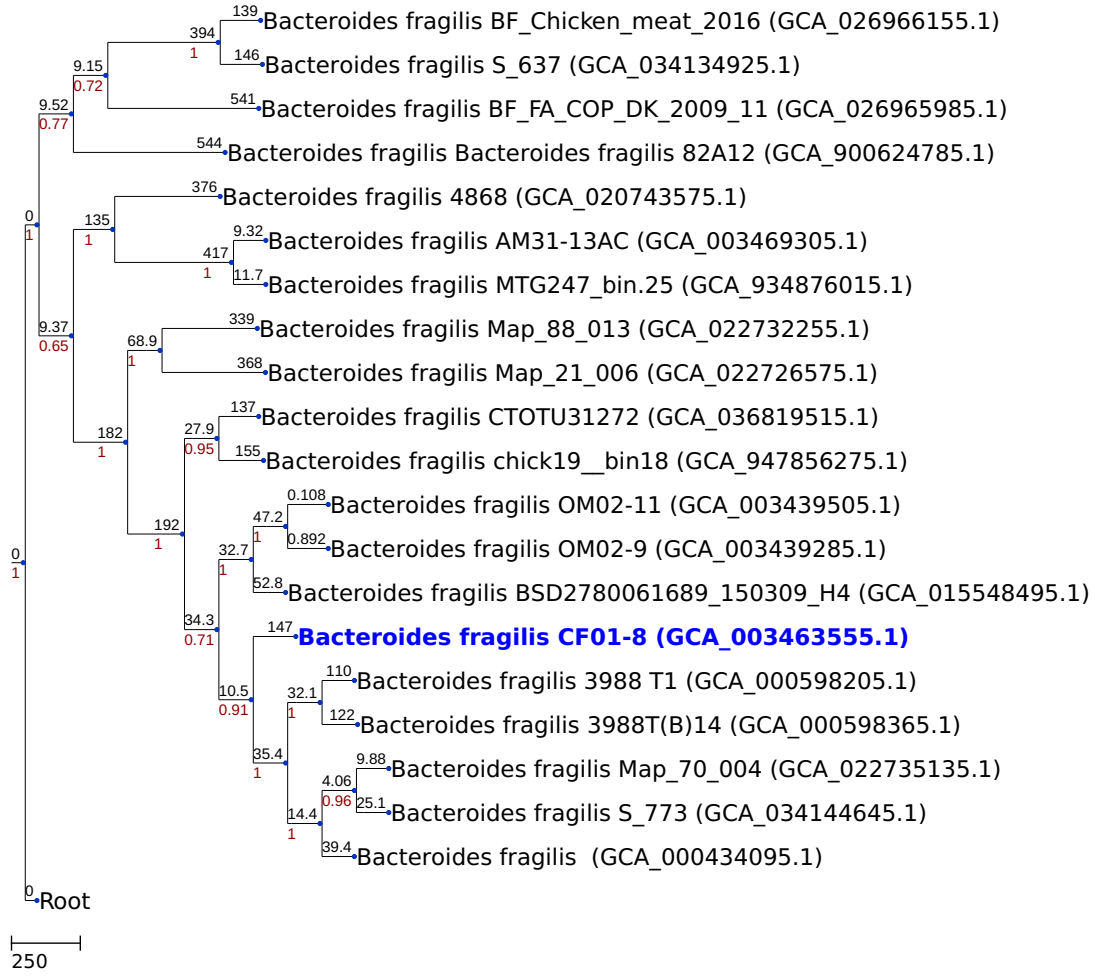 139
Bacteroides fragilis BF_Chicken_meat_2016 (GCA_026966155.1)
394
1
146
Bacteroides fragilis S_637 (GCA_034134925.1)
9.15
0.72
541
Bacteroides fragilis BF_FA_COP_DK_2009_11 (GCA_026965985.1)
9.52
0.77
544
Bacteroides fragilis Bacteroides fragilis 82A12 (GCA_900624785.1)
376
Bacteroides fragilis 4868 (GCA_020743575.1)
0
1
135
1
9.32
Bacteroides fragilis AM31-13AC (GCA_003469305.1)
417
1
11.7
Bacteroides fragilis MTG247_bin.25 (GCA_934876015.1)
9.37
0.65
339
Bacteroides fragilis Map_88_013 (GCA_022732255.1)
68.9
1
368
Bacteroides fragilis Map_21_006 (GCA_022726575.1)
137
Bacteroides fragilis CTOTU31272 (GCA_036819515.1)
182
1
27.9
0.95
155
Bacteroides fragilis chick19__bin18 (GCA_947856275.1)
0.108
Bacteroides fragilis OM02-11 (GCA_003439505.1)
192
1
47.2
1
0.892
Bacteroides fragilis OM02-9 (GCA_003439285.1)
0
1
32.7
1
52.8
Bacteroides fragilis BSD2780061689_150309_H4 (GCA_015548495.1)
34.3
0.71
147
Bacteroides fragilis CF01-8 (GCA_003463555.1)
110
Bacteroides fragilis 3988 T1 (GCA_000598205.1)
10.5
0.91
32.1
1
122
Bacteroides fragilis 3988T(B)14 (GCA_000598365.1)
35.4
1
9.88
Bacteroides fragilis Map_70_004 (GCA_022735135.1)
4.06
0.96
25.1
Bacteroides fragilis S_773 (GCA_034144645.1)
14.4
1
39.4
Bacteroides fragilis  (GCA_000434095.1)
0
Root
250